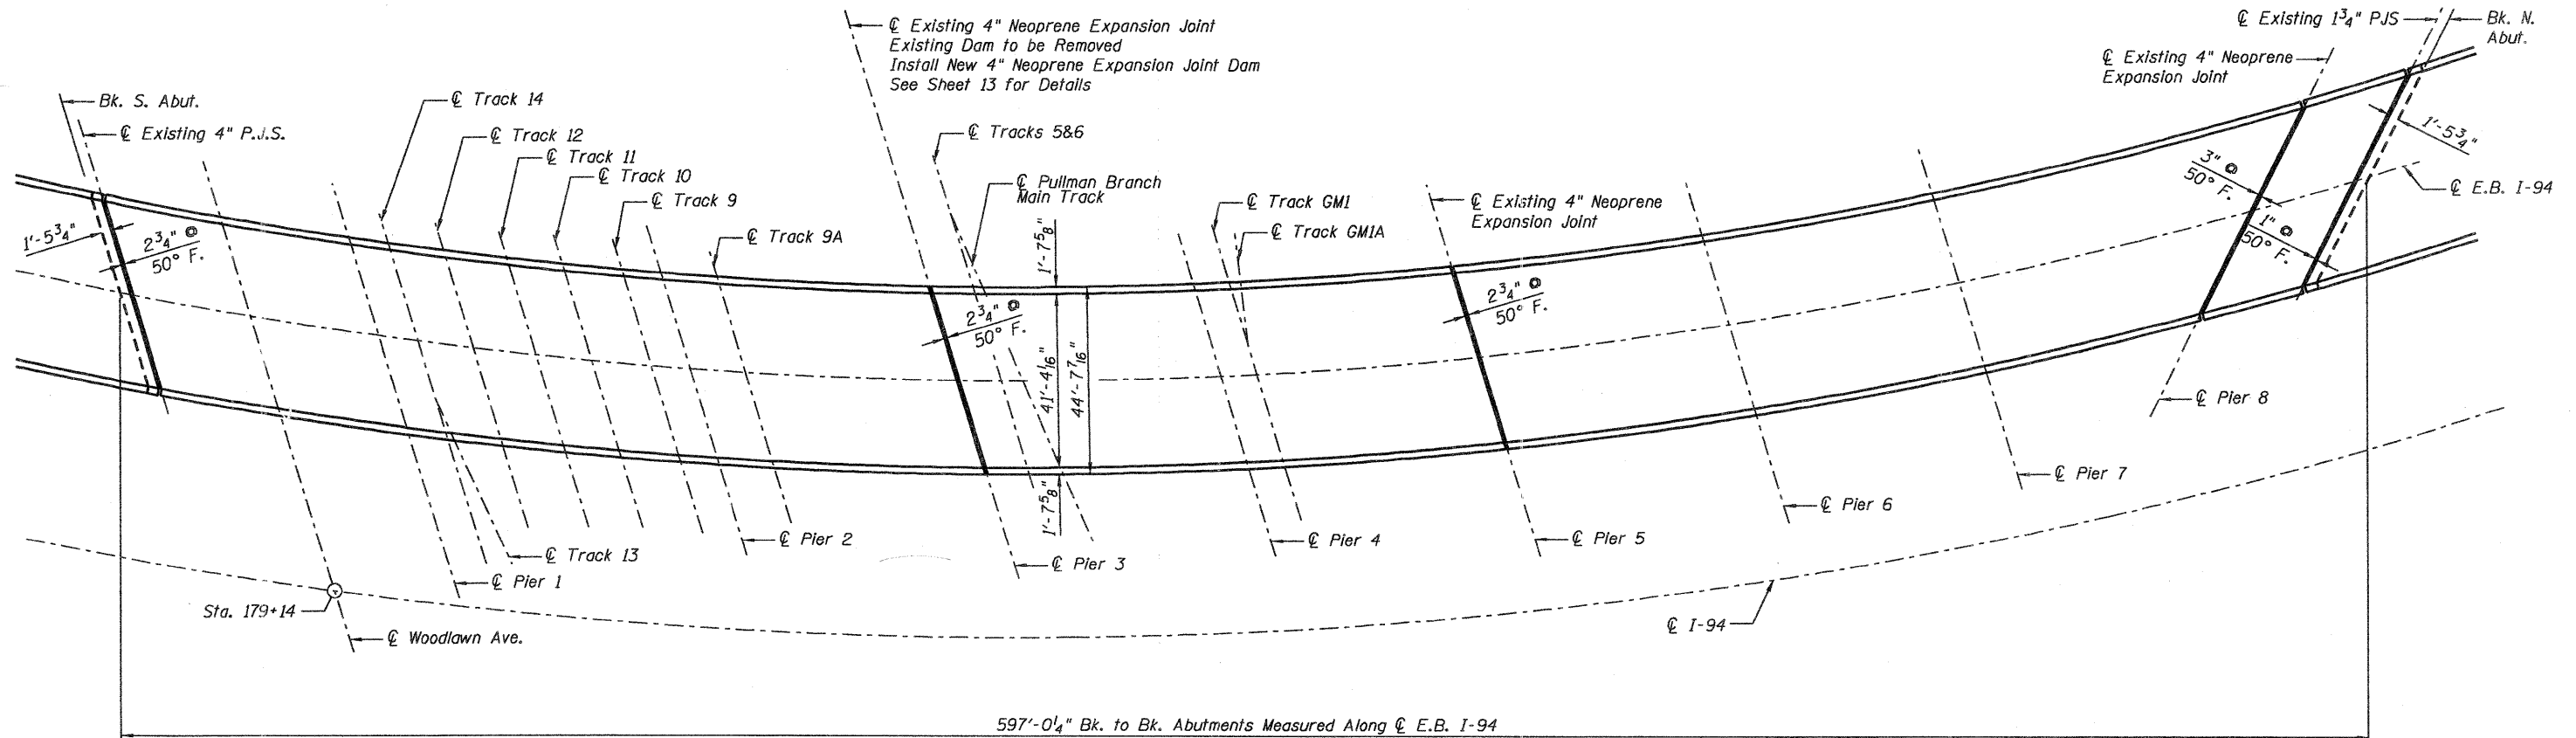 ℄ Existing 4" Neoprene Expansion Joint
Existing Dam to be Removed
Install New 4" Neoprene Expansion Joint Dam
See Sheet 13 for Details
℄ Existing 1¾" PJS
Bk. N.
Abut.
℄ Existing 4" Neoprene
Expansion Joint
Bk. S. Abut.
℄ Existing 4" P.J.S.
℄ Track 14
℄ Track 12
℄ Track 11
℄ Track 10
℄ Track 9
℄ Track 9A
℄ Tracks 5&6
℄ Pullman Branch
Main Track
℄ Track GM1
℄ Track GM1A
℄ Existing 4" Neoprene
Expansion Joint
℄ E.B. I-94
1'-5¾"
2¾" @
50° F.
1'-7⅝"
2¾" @
50° F.
41'-4 1/16"
44'-7 7/16"
1'-7⅝"
2¾" @
50° F.
3" @
50° F.
1" @
50° F.
1'-5¾"
℄ Pier 8
℄ Pier 7
℄ Pier 6
℄ Pier 5
℄ Pier 4
℄ Pier 3
℄ Pier 2
℄ Track 13
℄ Pier 1
Sta. 179+14
℄ Woodlawn Ave.
℄ I-94
597'-0¼" Bk. to Bk. Abutments Measured Along ℄ E.B. I-94